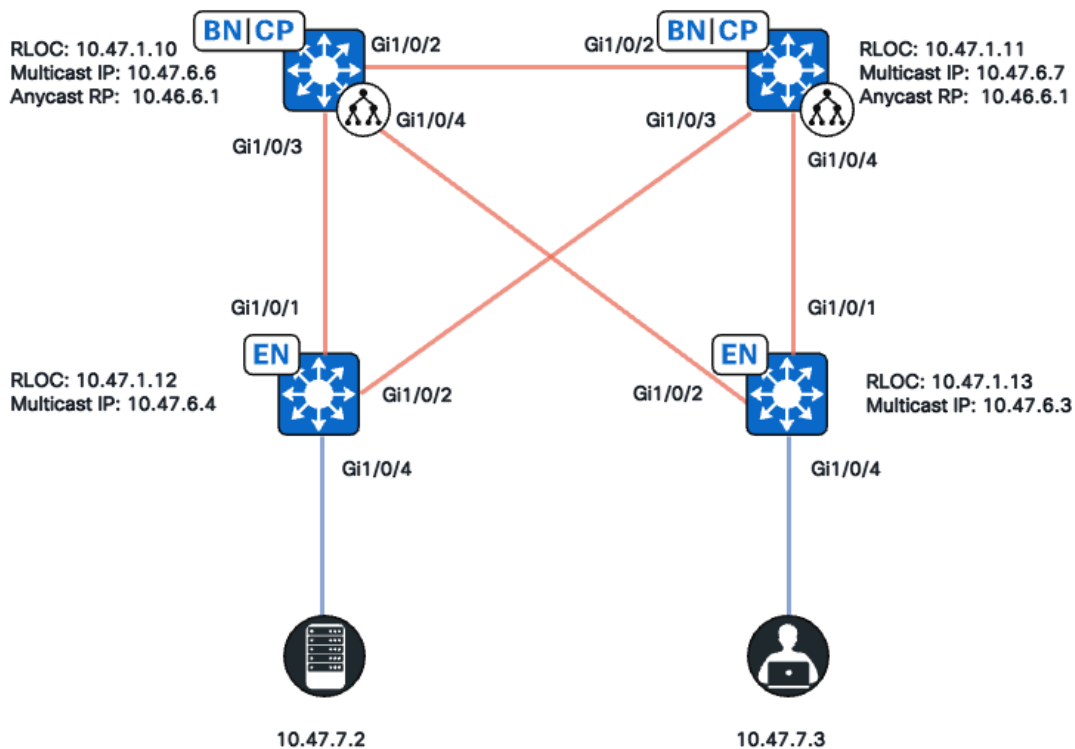 BN|CP
RLOC: 10.47.1.10
Multicast IP: 10.47.6.6
Anycast RP: 10.46.6.1
Gi1/0/2
Gi1/0/4
Gi1/0/3
BN|CP
Gi1/0/2
RLOC: 10.47.1.11
Multicast IP: 10.47.6.7
Anycast RP: 10.46.6.1
Gi1/0/3
Gi1/0/4
Gi1/0/1
EN
RLOC: 10.47.1.12
Multicast IP: 10.47.6.4
Gi1/0/2
Gi1/0/4
Gi1/0/1
EN
Gi1/0/2
RLOC: 10.47.1.13
Multicast IP: 10.47.6.3
Gi1/0/4
10.47.7.2
10.47.7.3